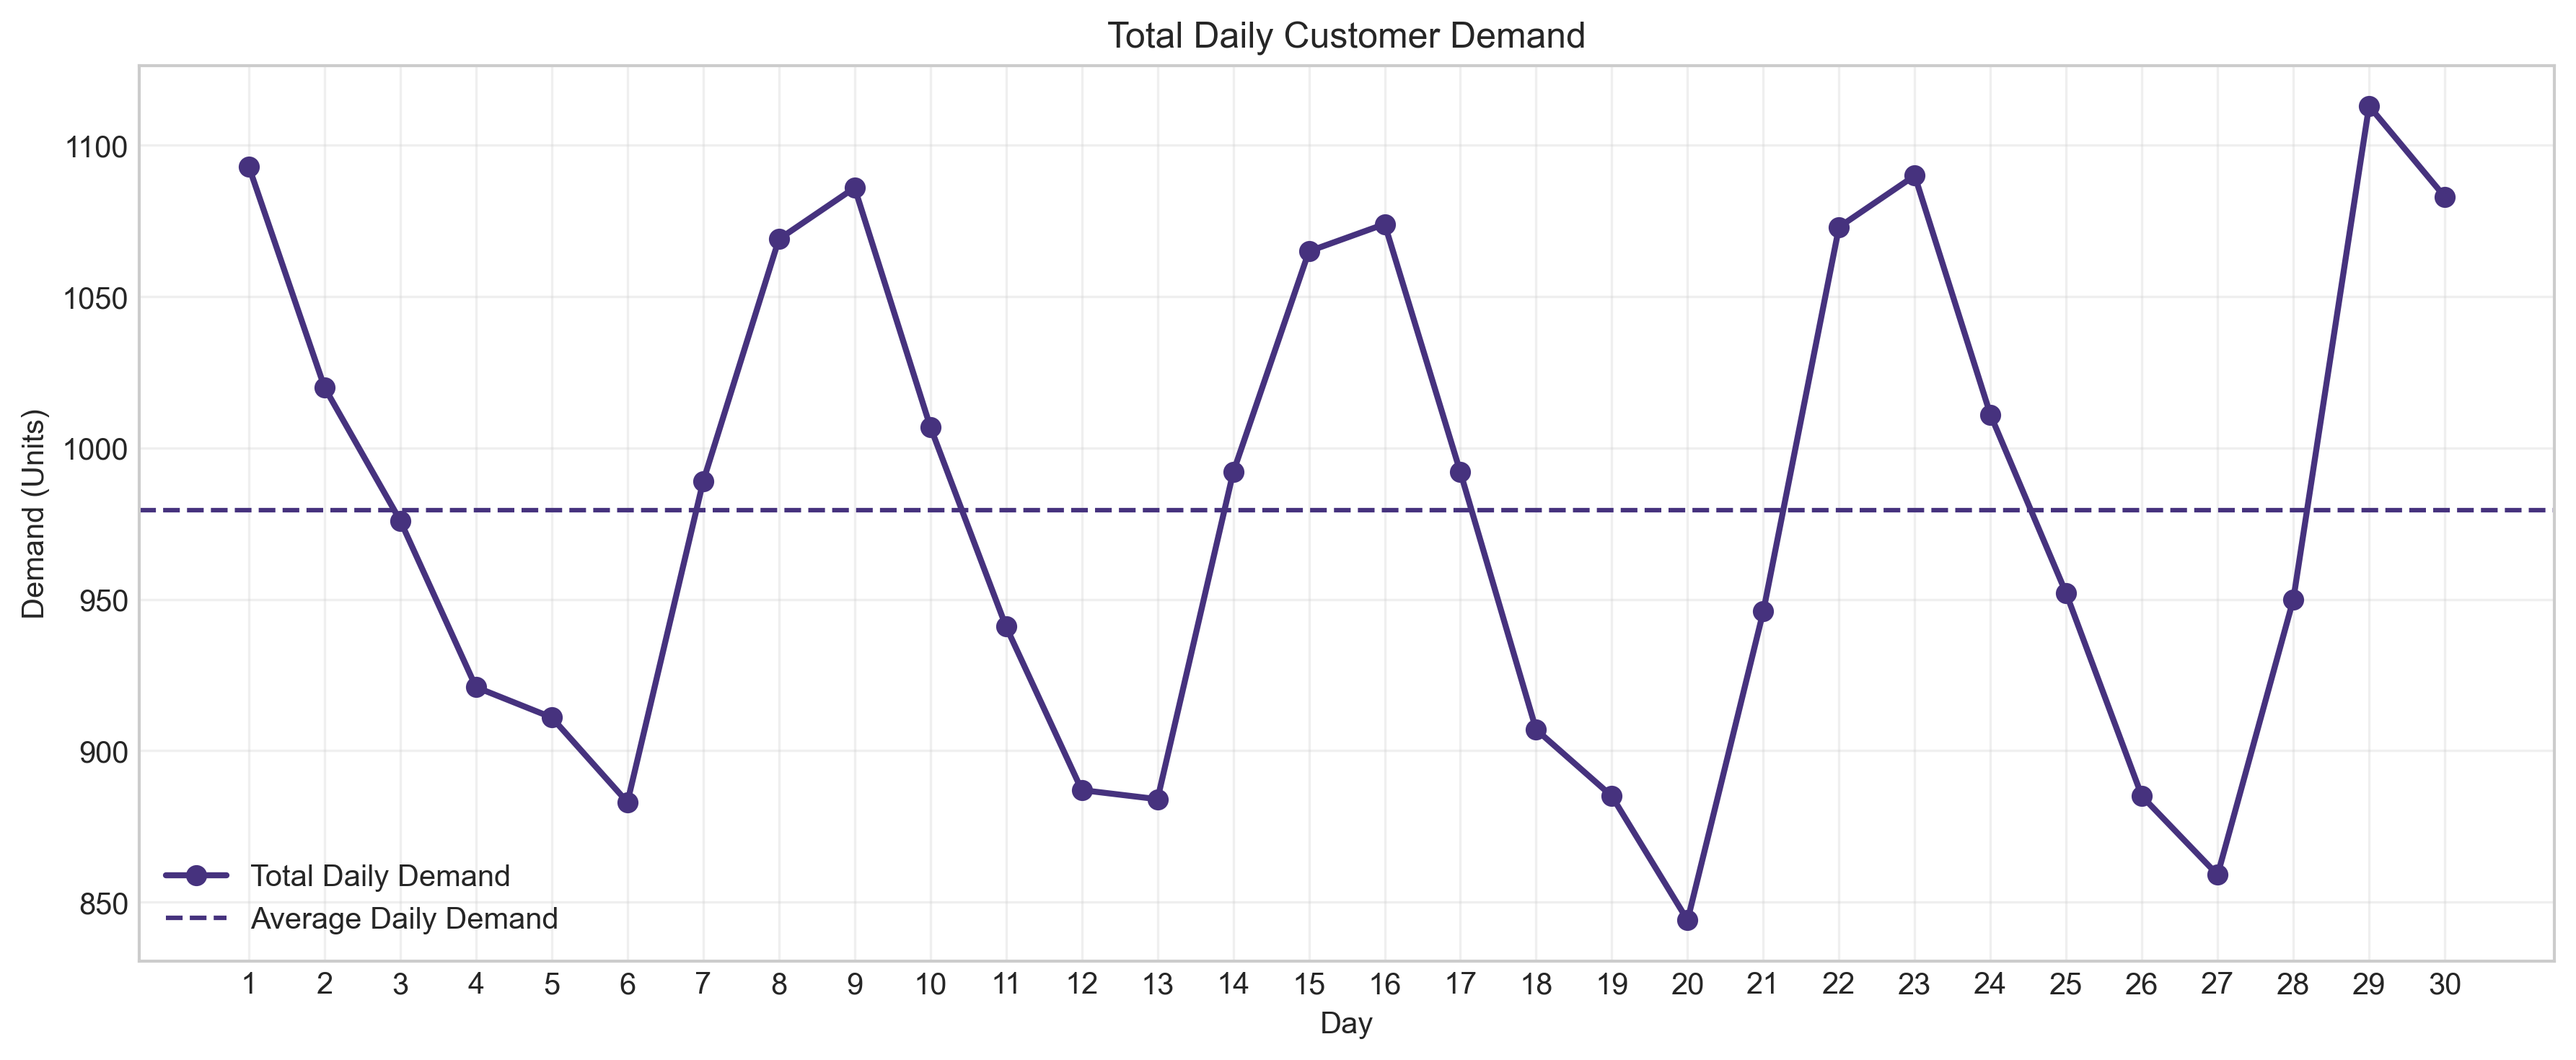 Total Daily Customer Demand
1100
1050
1000
950
900
850
Demand (Units)
Total Daily Demand
Average Daily Demand
1 2 3 4 5 6 7 8 9 10 11 12 13 14 15 16 17 18 19 20 21 22 23 24 25 26 27 28 29 30
Day